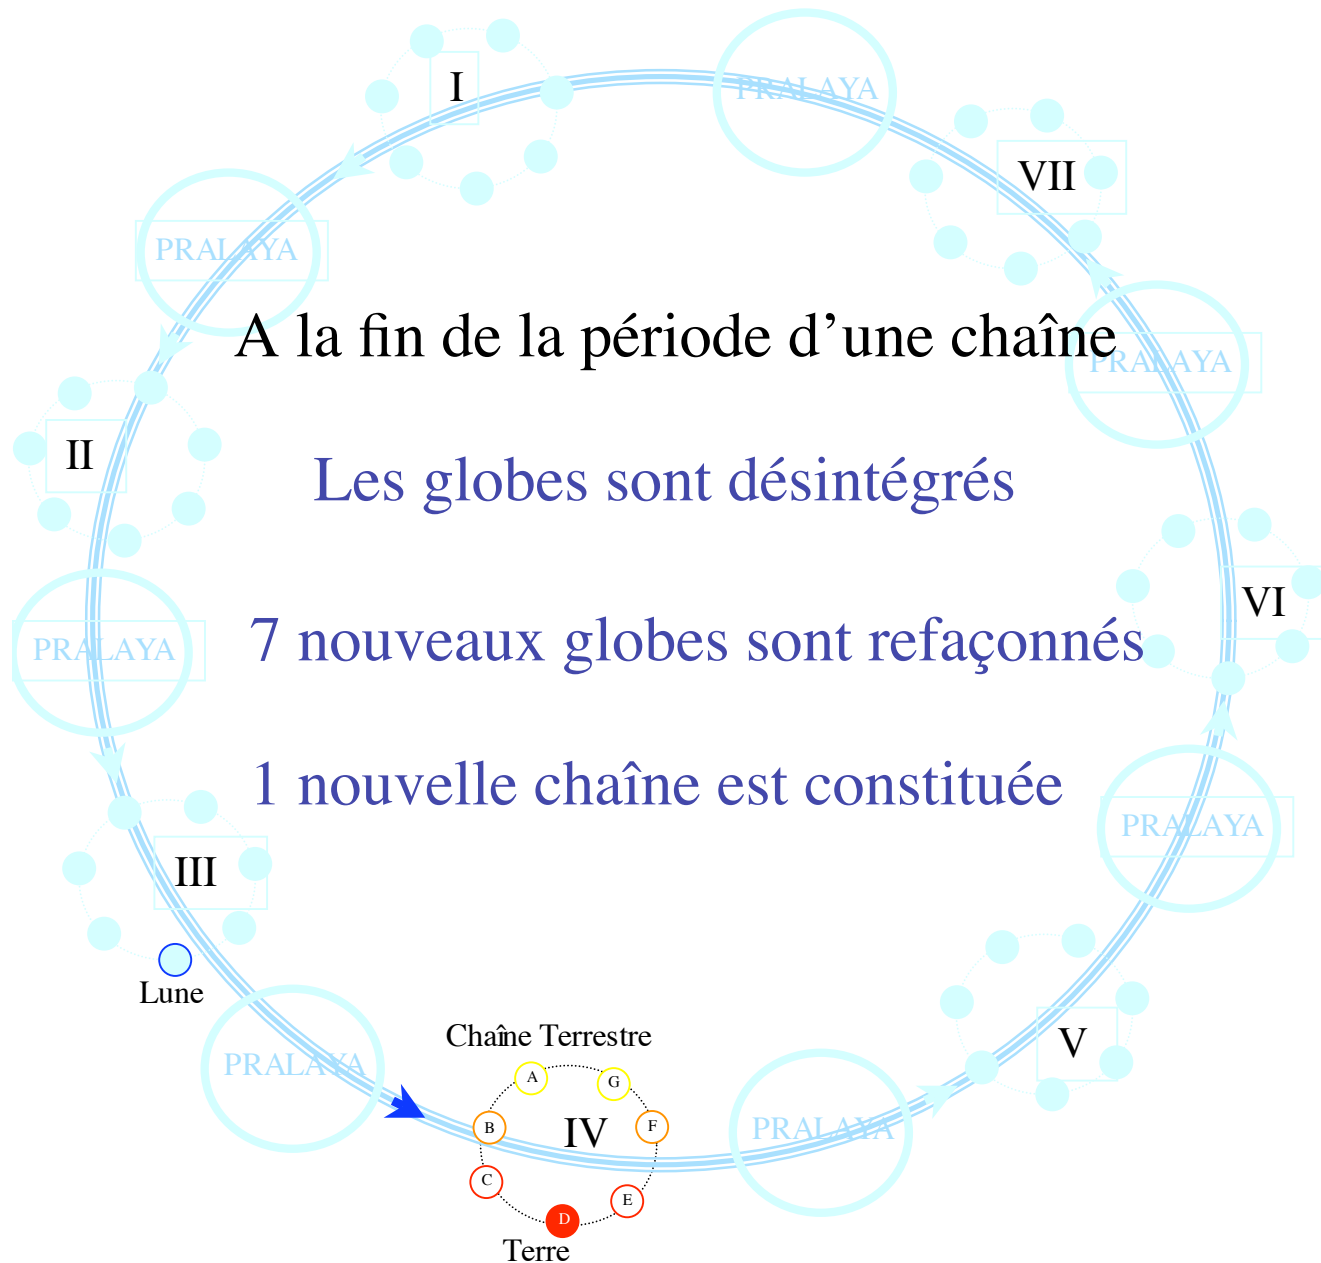 I
PRALAYA
VII
PRALAYA
A la fin de la période d’une chaîne
PRALAYA
II
Les globes sont désintégrés
VI
PRALAYA
7 nouveaux globes sont refaçonnés
1 nouvelle chaîne est constituée
PRALAYA
III
Lune
Chaîne Terrestre
V
PRALAYA
A
G
B
IV
F
PRALAYA
C
E
D
Terre